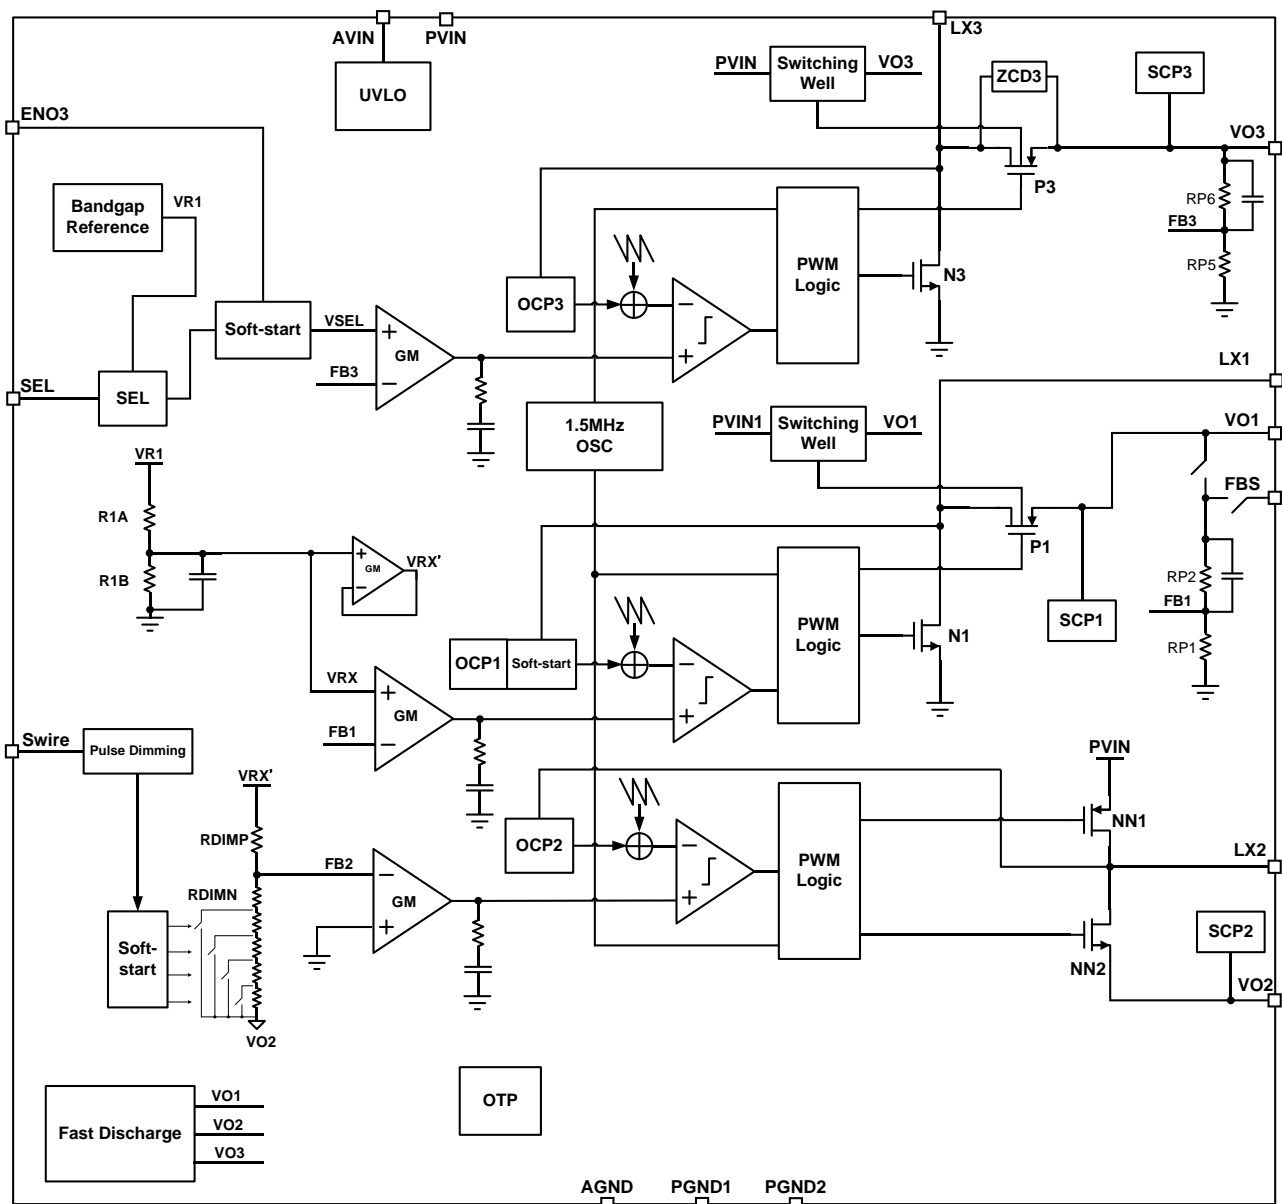 AVIN
PVIN
LX3
UVLO
PVIN
Switching
Well
VO3
ZCD3
SCP3
ENO3
VO3
Bandgap
Reference
VR1
P3
RP6
FB3
RP5
PWM
Logic
N3
OCP3
Soft-start
VSEL
GM
FB3
SEL
SEL
LX1
1.5MHz
OSC
PVIN1
Switching
Well
VO1
VO1
FBS
VR1
R1A
R1B
GM
VRX'
P1
RP2
FB1
RP1
SCP1
PWM
Logic
N1
OCP1
Soft-start
VRX
GM
FB1
Swire
Pulse Dimming
PVIN
VRX'
RDIMP
OCP2
PWM
Logic
NN1
LX2
FB2
RDIMN
GM
Soft-
start
SCP2
NN2
VO2
VO2
Fast Discharge
VO1
VO2
VO3
OTP
AGND
PGND1
PGND2